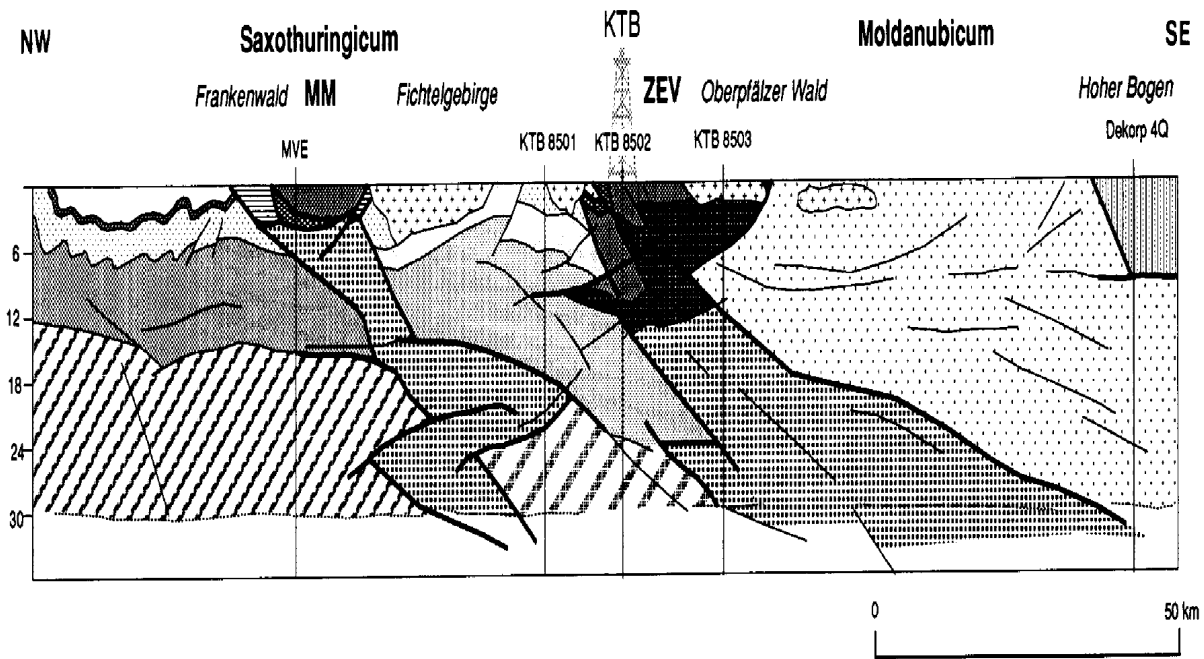 NW Saxothuringicum KTB Moldanubicum SE
Frankenwald MM Fichtelgebirge ZEV Oberpfälzer Wald Hoher Bogen
MVE KTB 8501 KTB 8502 KTB 8503 Dekorp 4Q
6
12
18
24
30
0 50 km